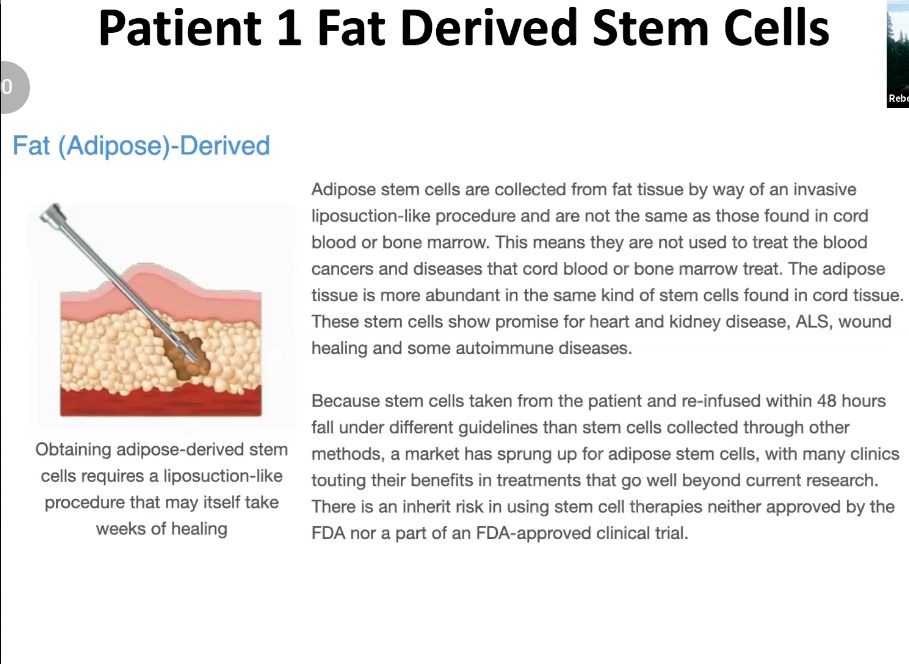 Patient 1 Fat Derived Stem Cells
0
Rebe
Fat (Adipose)-Derived
Adipose stem cells are collected from fat tissue by way of an invasive
liposuction-like procedure and are not the same as those found in cord
blood or bone marrow. This means they are not used to treat the blood
cancers and diseases that cord blood or bone marrow treat. The adipose
tissue is more abundant in the same kind of stem cells found in cord tissue.
These stem cells show promise for heart and kidney disease, ALS, wound
healing and some autoimmune diseases.
Because stem cells taken from the patient and re-infused within 48 hours
fall under different guidelines than stem cells collected through other
methods, a market has sprung up for adipose stem cells, with many clinics
touting their benefits in treatments that go well beyond current research.
There is an inherit risk in using stem cell therapies neither approved by the
FDA nor a part of an FDA-approved clinical trial.
Obtaining adipose-derived stem
cells requires a liposuction-like
procedure that may itself take
weeks of healing